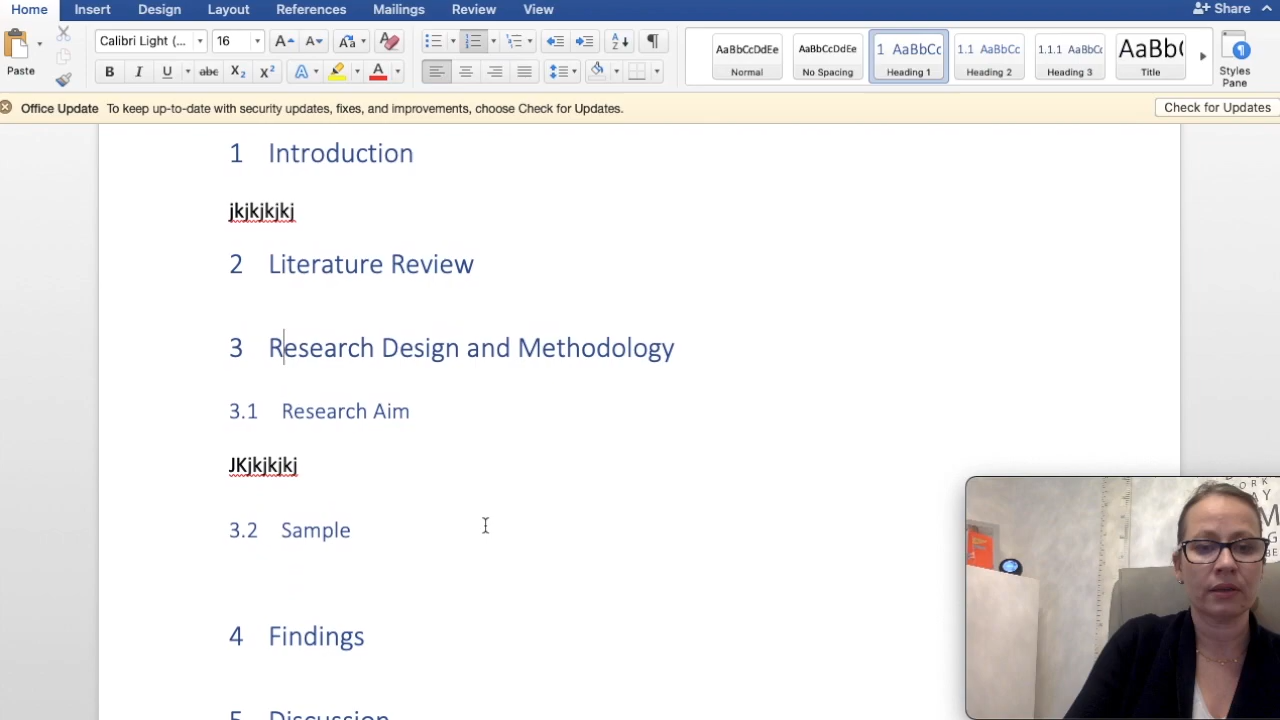 Home Insert Design Layout References Mailings Review View Share
Calibri Light (... 16 Aa
AaBbCcDdEe AaBbCcDdEe 1 AaBbCc 1.1 AaBbCc 1.1.1 AaBbCc AaBb(
Paste B I U abc X2 X2 A A Normal No Spacing Heading 1 Heading 2 Heading 3 Title Styles Pane
Office Update To keep up-to-date with security updates, fixes, and improvements, choose Check for Updates. Check for Updates
1 Introduction
jkjkjkjkj
2 Literature Review
3 Research Design and Methodology
3.1 Research Aim
JKjkjkjkj
3.2 Sample
4 Findings
5 Discussion